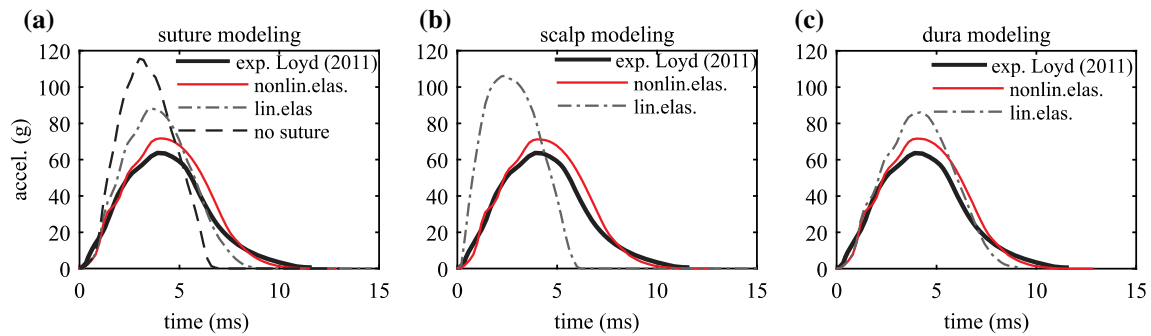 (a)
suture modeling
120
100
80
60
40
20
0
accel. (g)
exp. Loyd (2011)
nonlin.elas.
lin.elas
no suture
0 5 10 15
time (ms)
(b)
scalp modeling
120
100
80
60
40
20
0
exp. Loyd (2011)
nonlin.elas.
lin.elas.
0 5 10 15
time (ms)
(c)
dura modeling
120
100
80
60
40
20
0
exp. Loyd (2011)
nonlin.elas.
lin.elas.
0 5 10 15
time (ms)